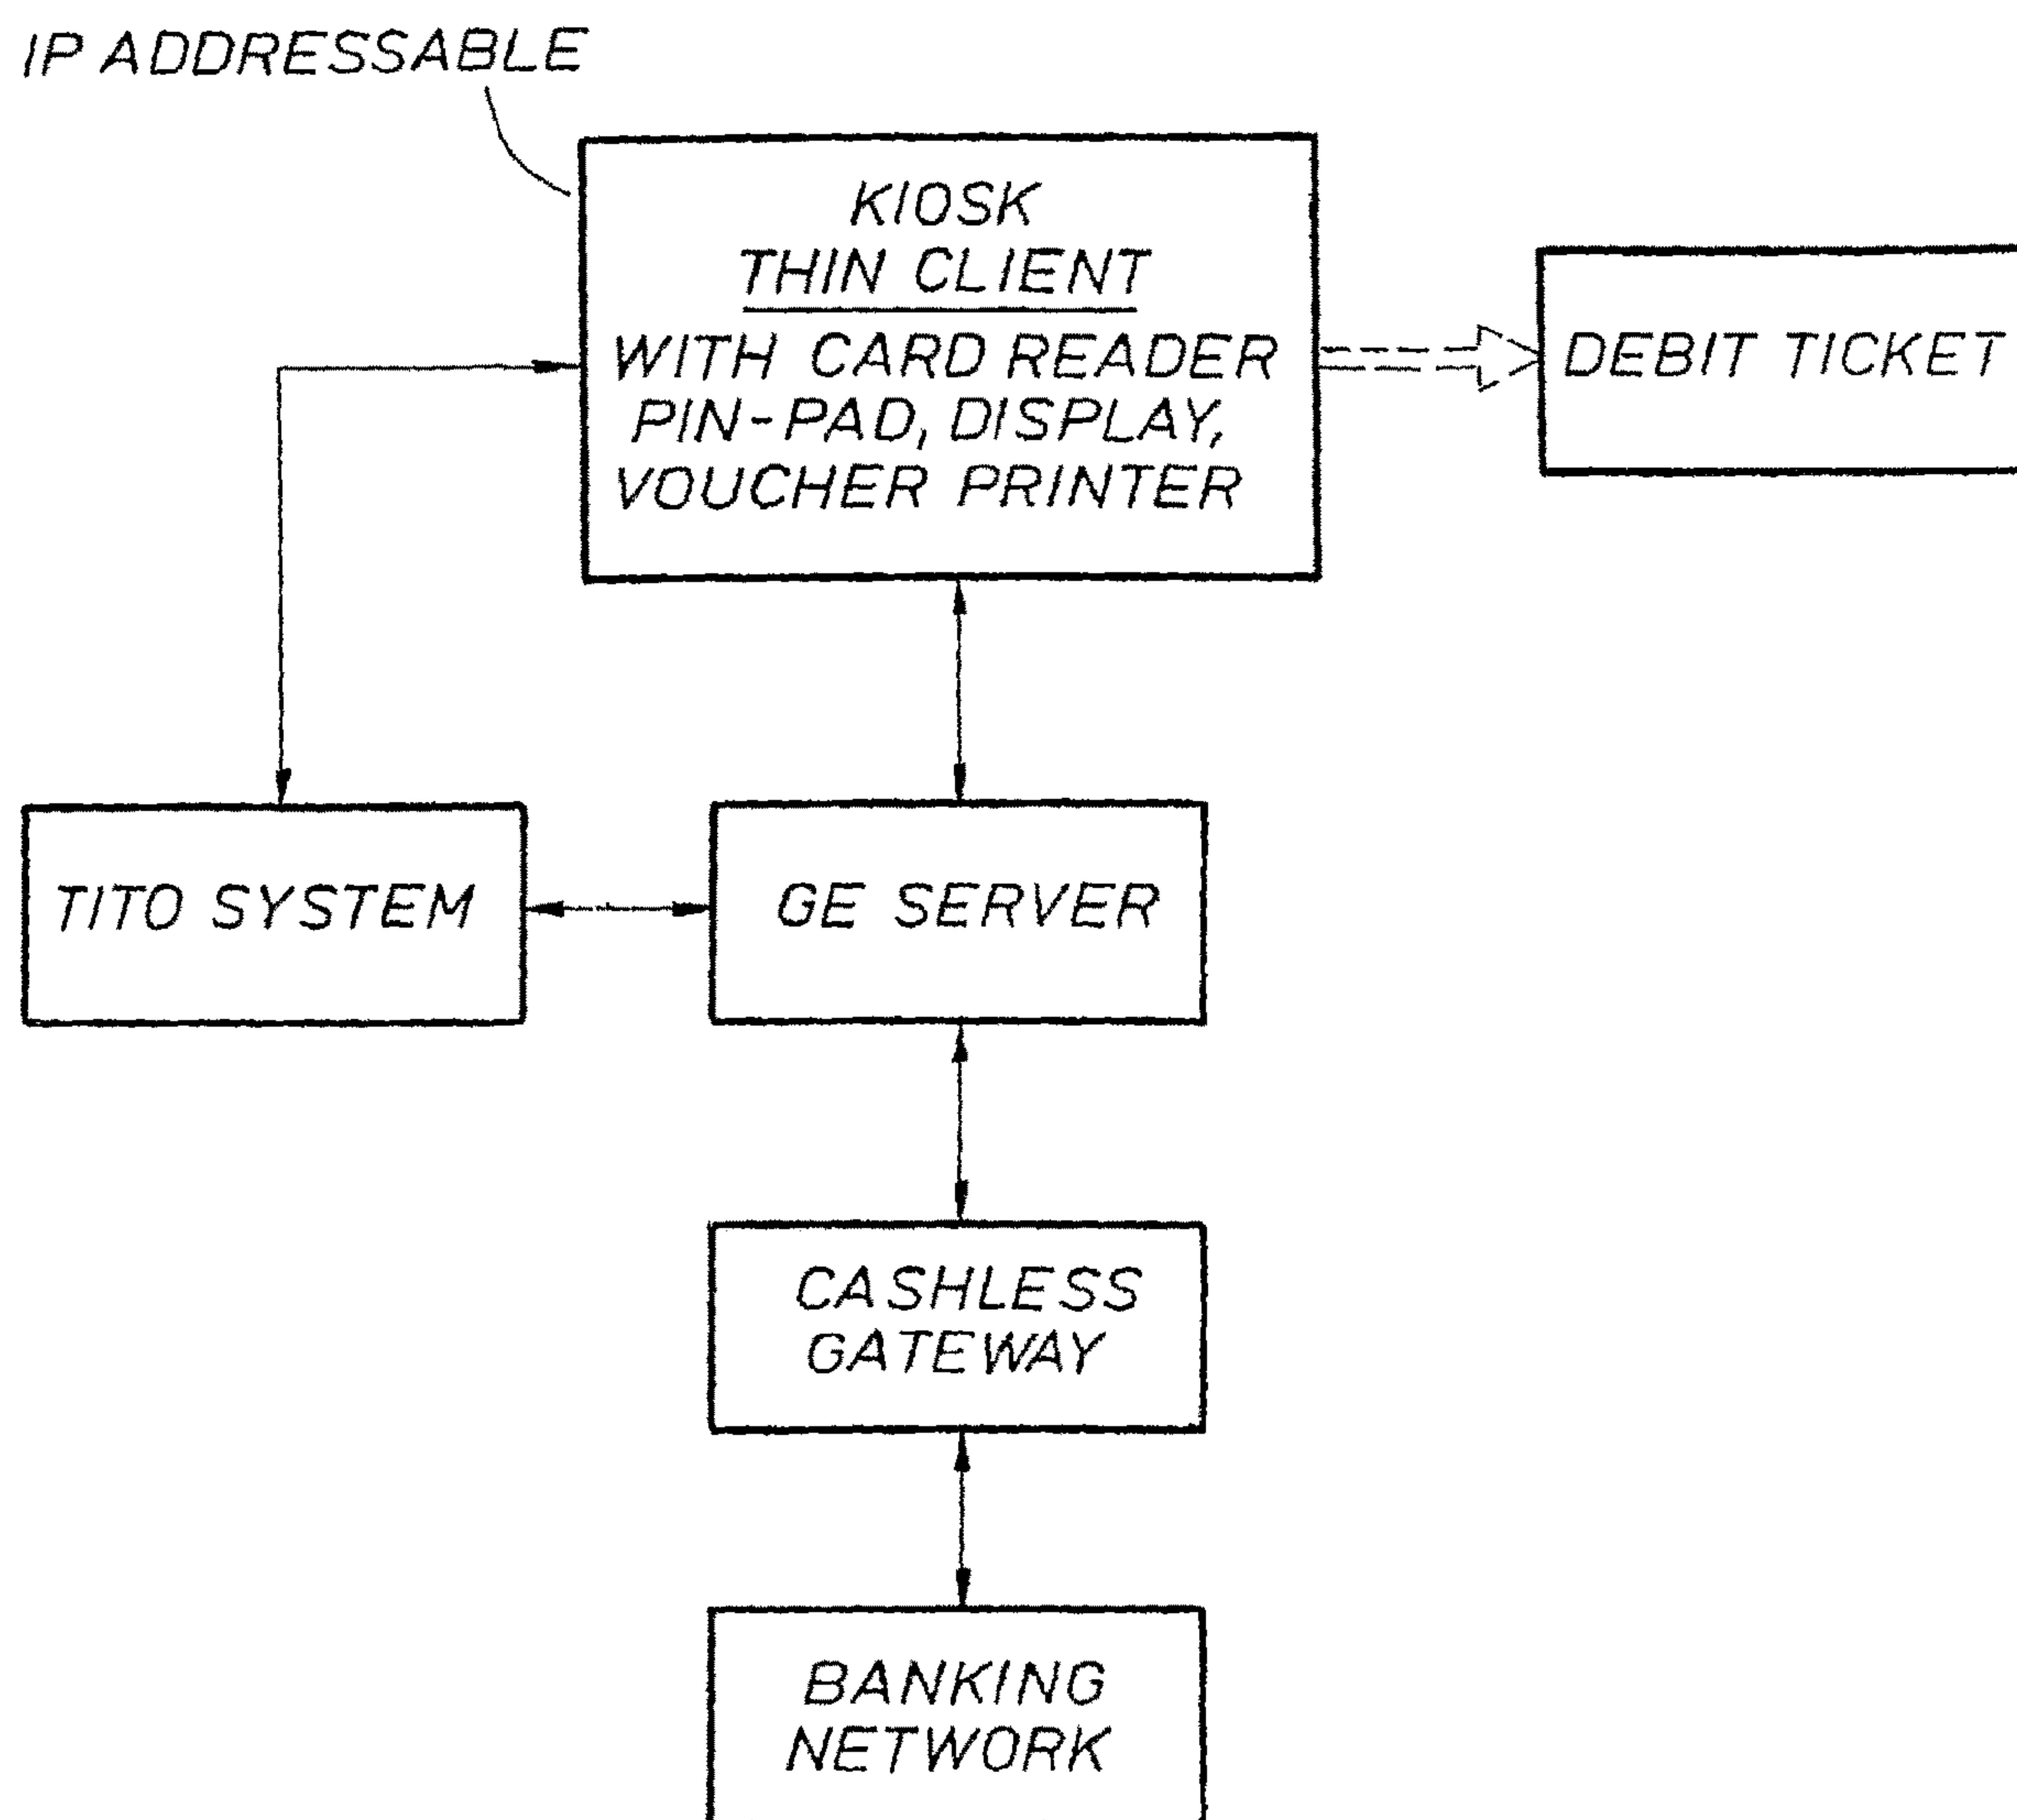 IP ADDRESSABLE
KIOSK
THIN CLIENT
WITH CARD READER
PIN-PAD, DISPLAY,
VOUCHER PRINTER
DEBIT TICKET
TITO SYSTEM
GE SERVER
CASHLESS
GATEWAY
BANKING
NETWORK